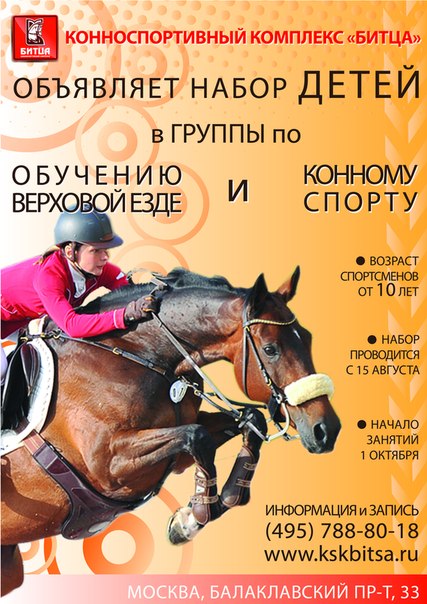 БИТЦА
КОННОСПОРТИВНЫЙ КОМПЛЕКС «БИТЦА»
ОБЪЯВЛЯЕТ НАБОР ДЕТЕЙ
в ГРУППЫ по
ОБУЧЕНИЮ
ВЕРХОВОЙ ЕЗДЕ
и
КОННОМУ
СПОРТУ
● ВОЗРАСТ
СПОРТСМЕНОВ
ОТ 10 ЛЕТ
● НАБОР
ПРОВОДИТСЯ
С 15 АВГУСТА
● НАЧАЛО
ЗАНЯТИЙ
1 ОКТЯБРЯ
ИНФОРМАЦИЯ и ЗАПИСЬ
(495) 788-80-18
www.kskbitsa.ru
МОСКВА, БАЛАКЛАВСКИЙ ПР-Т, 33